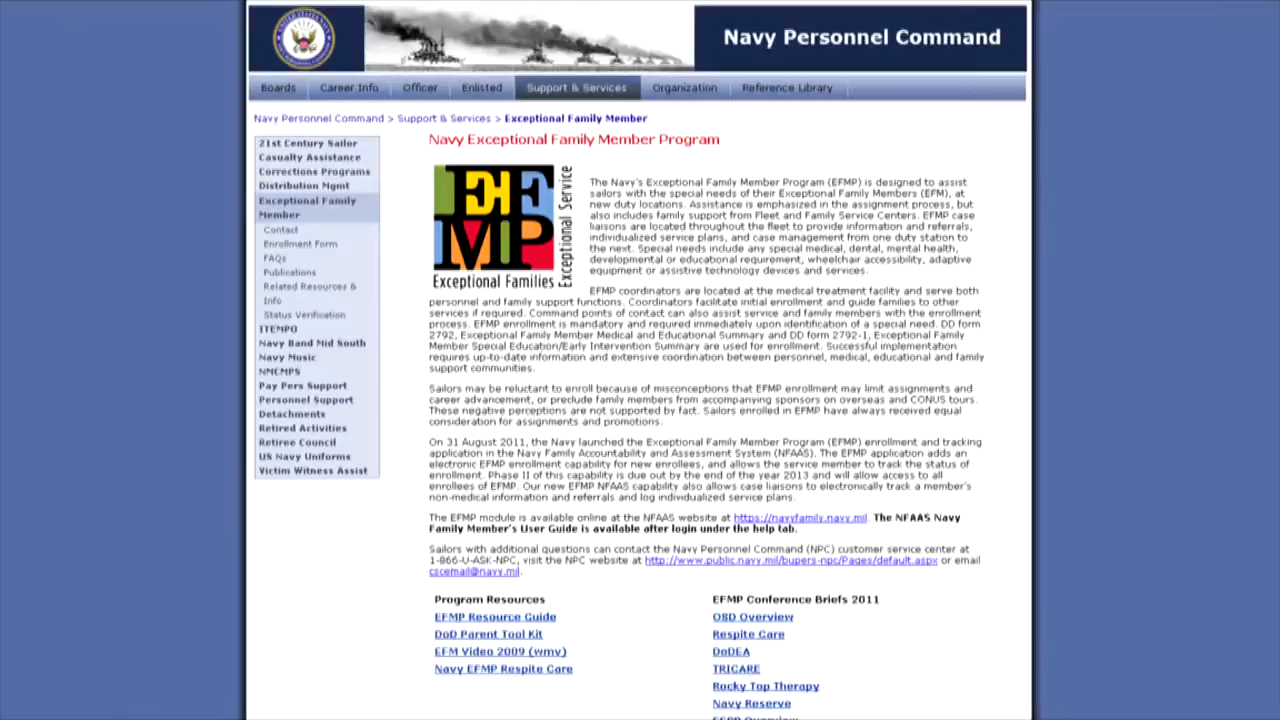 Navy Personnel Command
Boards
Career Info
Officer
Enlisted
Support & Services
Organization
Reference Library
Navy Personnel Command > Support & Services > Exceptional Family Member
21st Century Sailor
Casualty Assistance
Corrections Programs
Distribution Mgmt
Exceptional Family
Member
Contact
Enrollment Form
FAQs
Publications
Related Resources &
Info
Status Verification
ITEMPO
Navy Band Mid South
Navy Music
NMCMPS
Pay Pers Support
Personnel Support
Detachments
Retired Activities
Retiree Council
US Navy Uniforms
Victim Witness Assist
Navy Exceptional Family Member Program
EF
MP
Exceptional Families
Exceptional Service
The Navy's Exceptional Family Member Program (EFMP) is designed to assist
sailors with the special needs of their Exceptional Family Members (EFM), at
new duty locations. Assistance is emphasized in the assignment process, but
also includes family support from Fleet and Family Service Centers. EFMP case
liaisons are located throughout the fleet to provide information and referrals,
individualized service plans, and case management from one duty station to
the next. Special needs include any special medical, dental, mental health,
developmental or educational requirement, wheelchair accessibility, adaptive
equipment or assistive technology devices and services.
EFMP coordinators are located at the medical treatment facility and serve both
personnel and family support functions. Coordinators facilitate initial enrollment and guide families to other
services if required. Command points of contact can also assist service and family members with the enrollment
process. EFMP enrollment is mandatory and required immediately upon identification of a special need. DD form
2792, Exceptional Family Member Medical and Educational Summary and DD form 2792-1, Exceptional Family
Member Special Education/Early Intervention Summary are used for enrollment. Successful implementation
requires up-to-date information and extensive coordination between personnel, medical, educational and family
support communities.
Sailors may be reluctant to enroll because of misconceptions that EFMP enrollment may limit assignments and
career advancement, or preclude family members from accompanying sponsors on overseas and CONUS tours.
These negative perceptions are not supported by fact. Sailors enrolled in EFMP have always received equal
consideration for assignments and promotions.
On 31 August 2011, the Navy launched the Exceptional Family Member Program (EFMP) enrollment and tracking
application in the Navy Family Accountability and Assessment System (NFAAS). The EFMP application adds an
electronic EFMP enrollment capability for new enrollees, and allows the service member to track the status of
enrollment. Phase II of this capability is due out by the end of the year 2013 and will allow access to all
enrollees of EFMP. Our new EFMP NFAAS capability also allows case liaisons to electronically track a member's
non-medical information and referrals and log individualized service plans.
The EFMP module is available online at the NFAAS website at https://navyfamily.navy.mil. The NFAAS Navy
Family Member's User Guide is available after login under the help tab.
Sailors with additional questions can contact the Navy Personnel Command (NPC) customer service center at
1-866-U-ASK-NPC, visit the NPC website at http://www.public.navy.mil/bupers-npc/Pages/default.aspx or email
cscemail@navy.mil.
Program Resources
EFMP Resource Guide
DoD Parent Tool Kit
EFM Video 2009 (wmv)
Navy EFMP Respite Care
EFMP Conference Briefs 2011
OSD Overview
Respite Care
DoDEA
TRICARE
Rocky Top Therapy
Navy Reserve